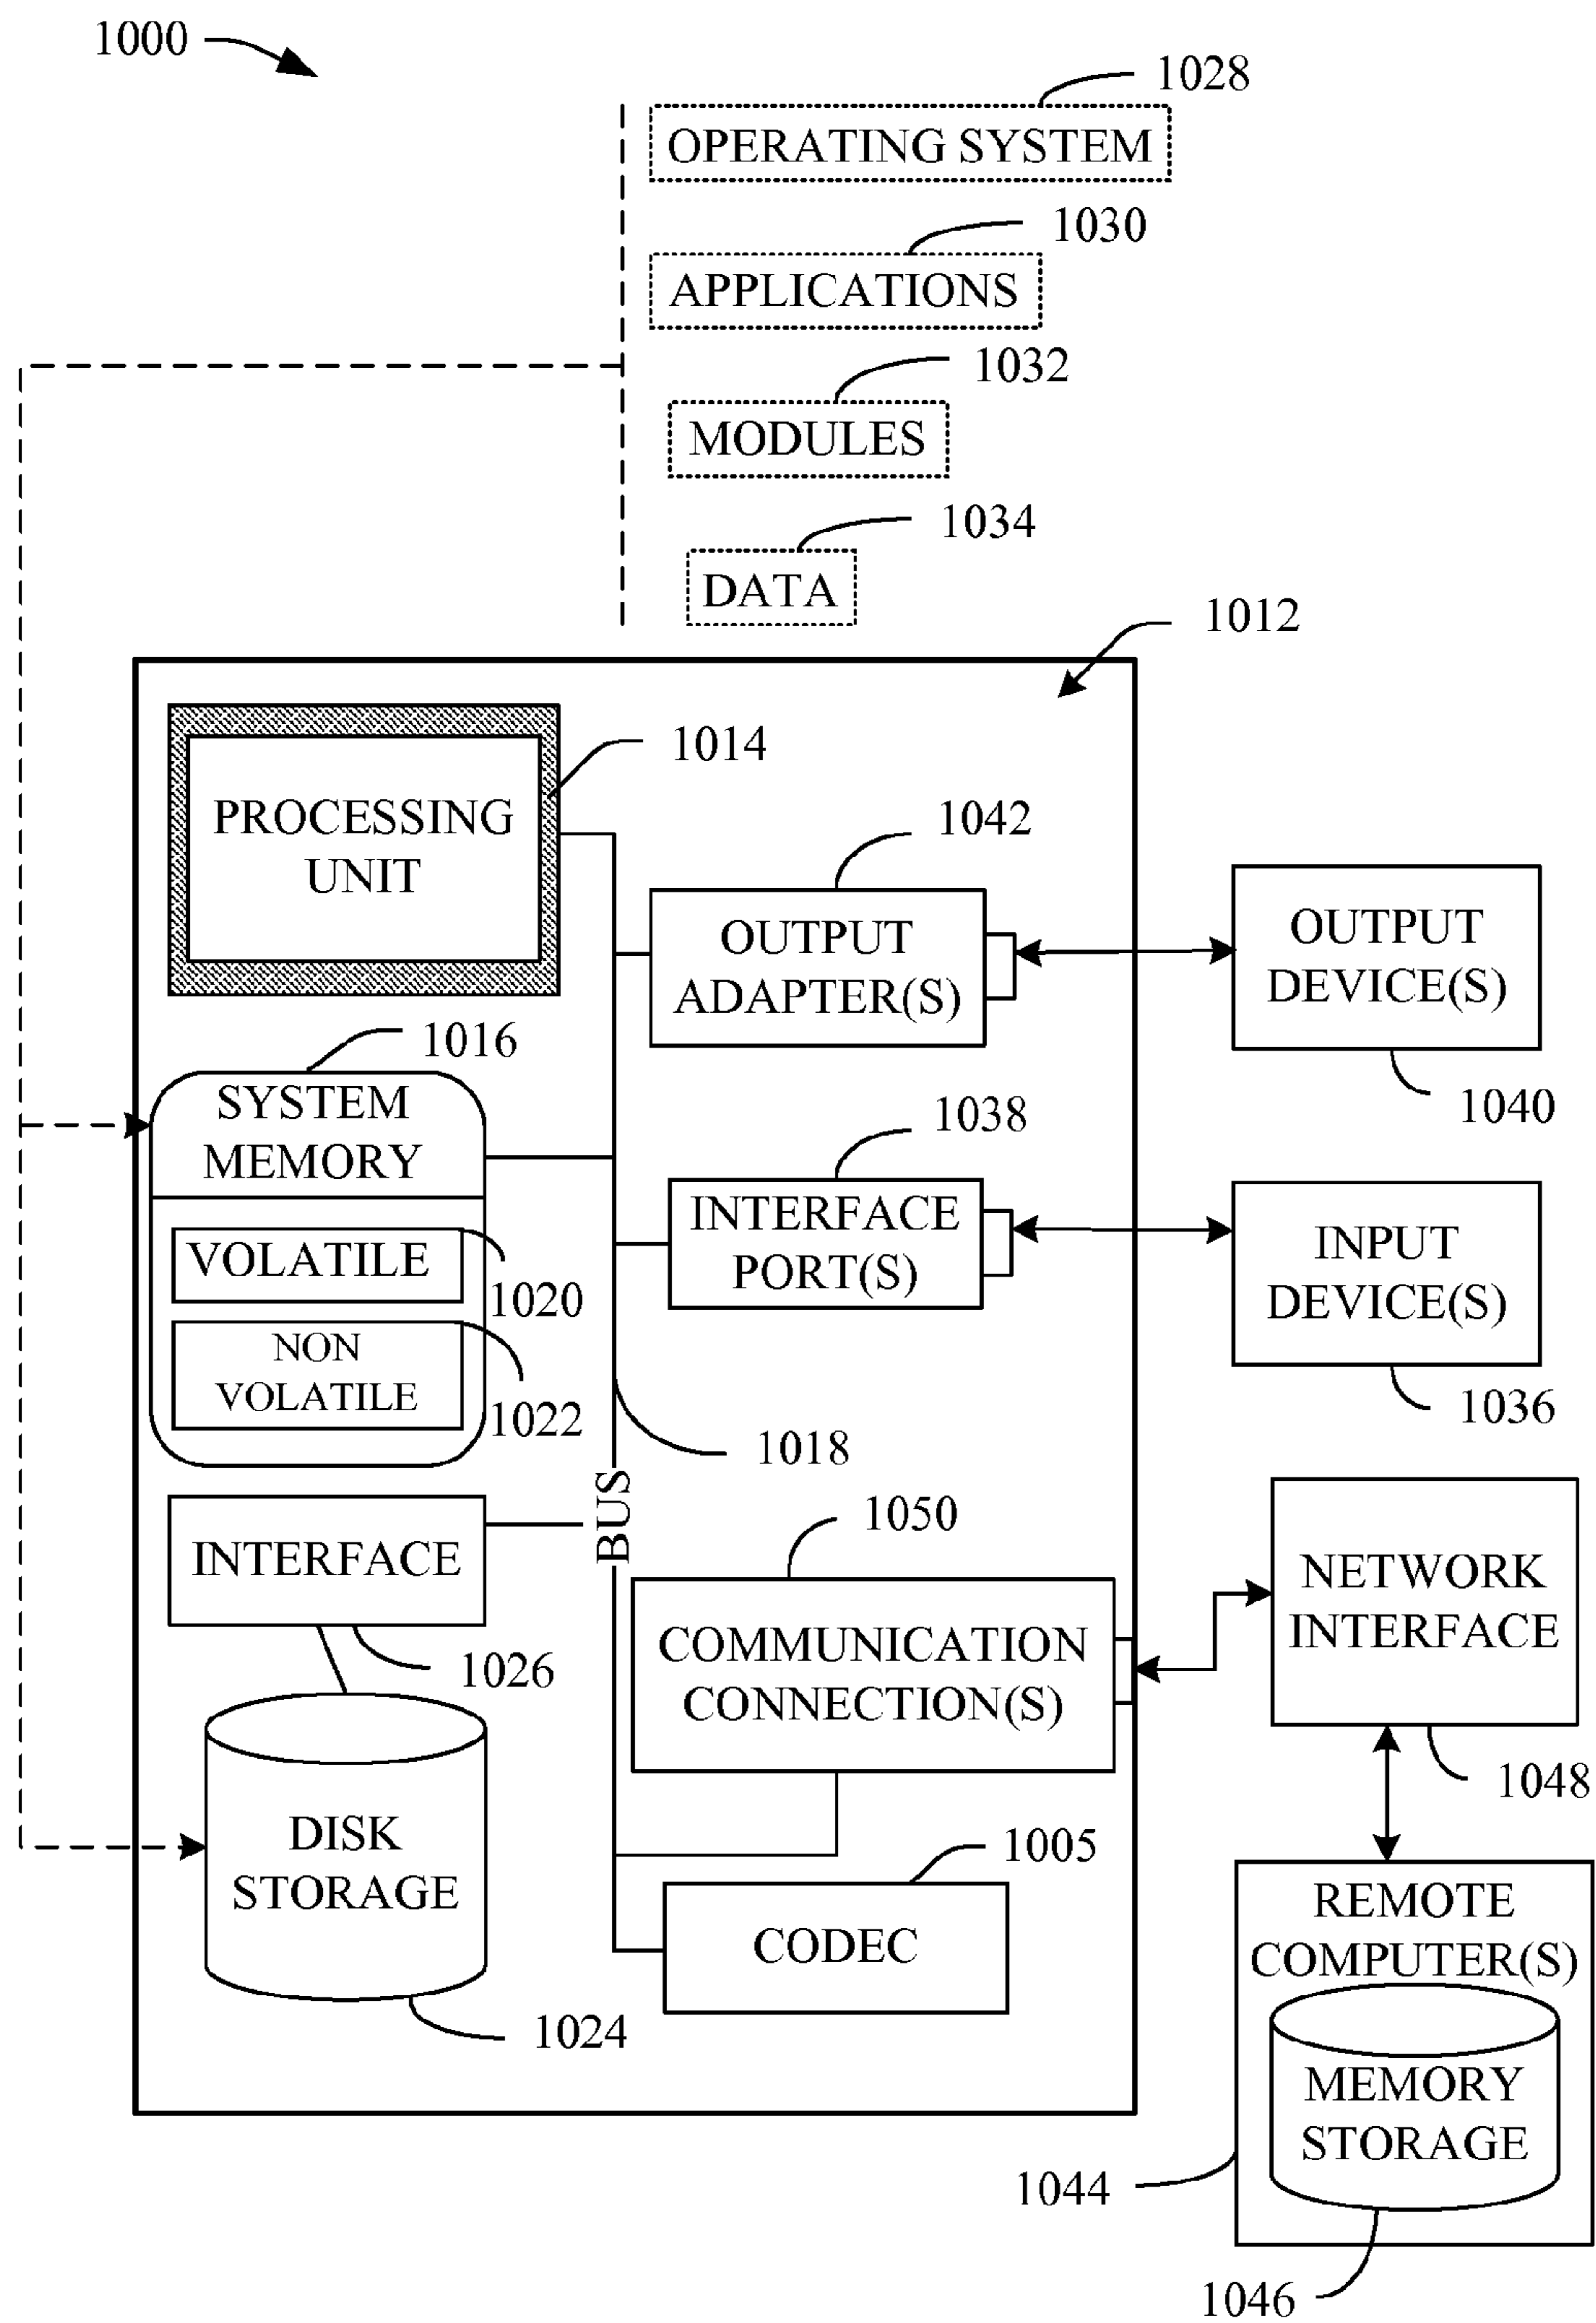 1000
1028
OPERATING SYSTEM
1030
APPLICATIONS
1032
MODULES
1034
DATA
1012
1014
PROCESSING
UNIT
1042
OUTPUT
ADAPTER(S)
OUTPUT
DEVICE(S)
1040
1016
SYSTEM
MEMORY
1038
INTERFACE
PORT(S)
INPUT
DEVICE(S)
1036
VOLATILE
1020
NON
VOLATILE
1022
1018
BUS
INTERFACE
1026
1050
COMMUNICATION
CONNECTION(S)
NETWORK
INTERFACE
1048
DISK
STORAGE
1024
1005
CODEC
REMOTE
COMPUTER(S)
MEMORY
STORAGE
1044
1046